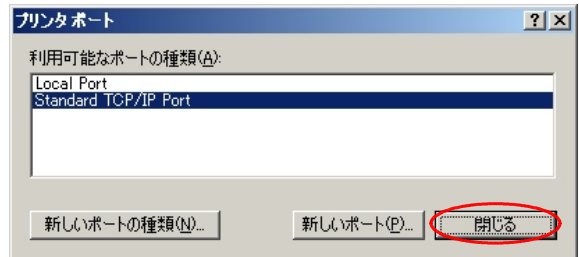 プリンタ ポート
利用可能なポートの種類(A):
Local Port
Standard TCP/IP Port
新しいポートの種類(N)... 新しいポート(P)... 閉じる